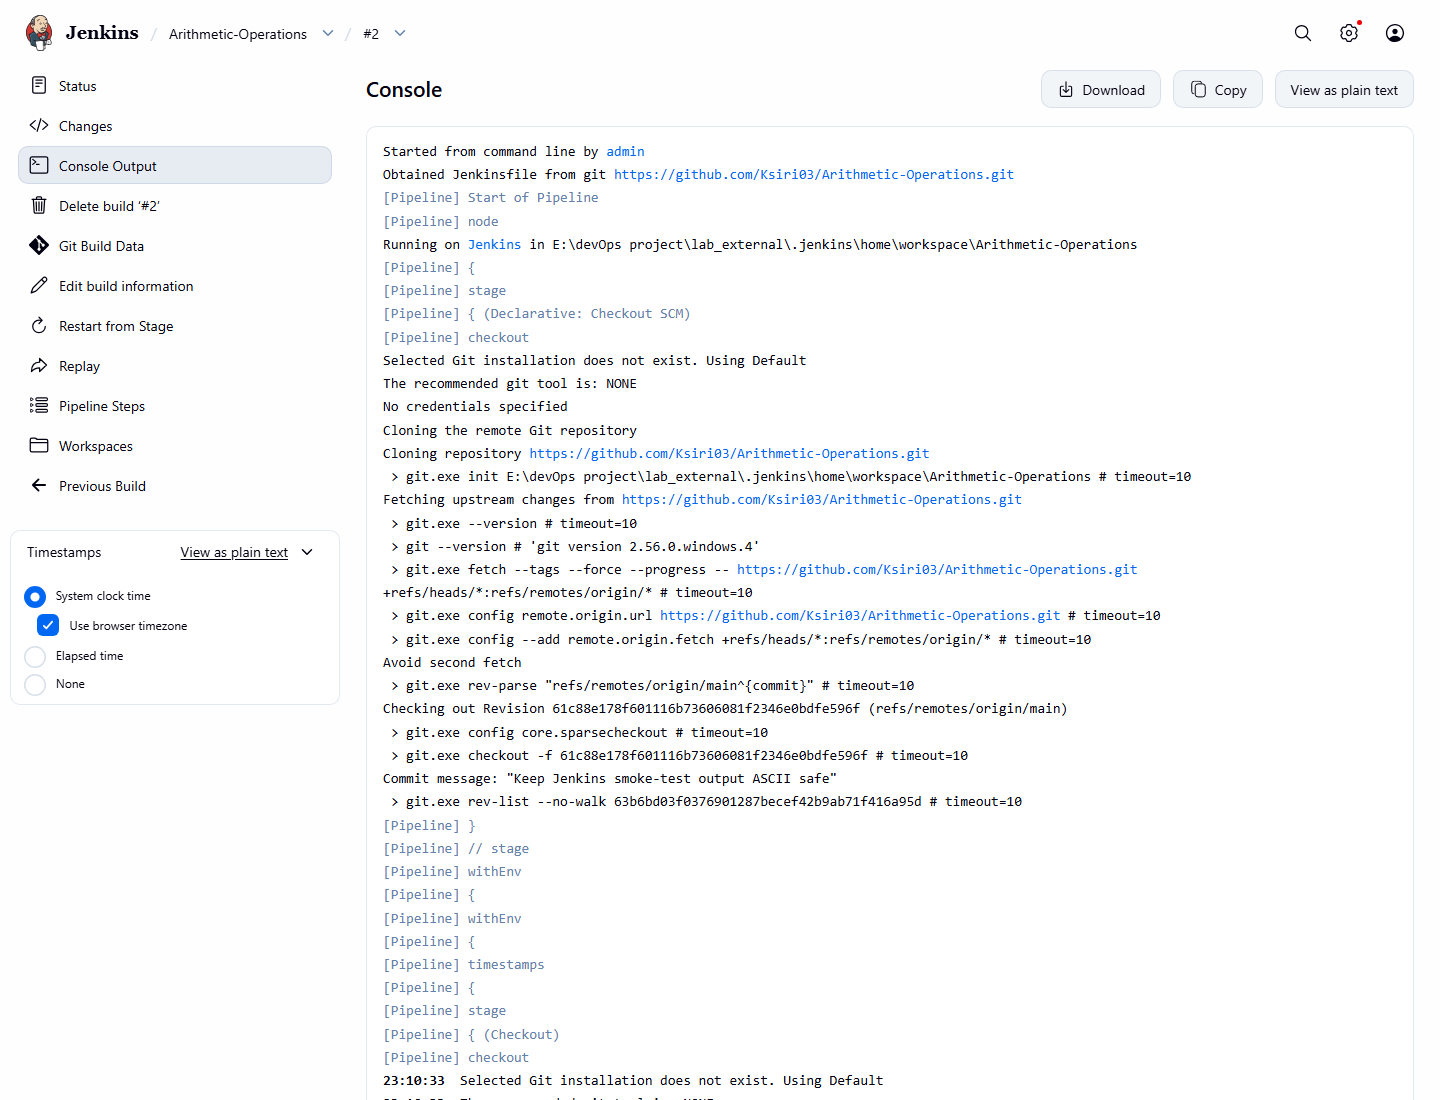 Jenkins / Arithmetic-Operations / #2
Status
Changes
Console Output
Delete build ‘#2’
Git Build Data
Edit build information
Restart from Stage
Replay
Pipeline Steps
Workspaces
Previous Build
Timestamps View as plain text
System clock time
Use browser timezone
Elapsed time
None
Console
Download Copy View as plain text
Started from command line by admin
Obtained Jenkinsfile from git https://github.com/Ksiri03/Arithmetic-Operations.git
[Pipeline] Start of Pipeline
[Pipeline] node
Running on Jenkins in E:\devOps project\lab_external\.jenkins\home\workspace\Arithmetic-Operations
[Pipeline] {
[Pipeline] stage
[Pipeline] { (Declarative: Checkout SCM)
[Pipeline] checkout
Selected Git installation does not exist. Using Default
The recommended git tool is: NONE
No credentials specified
Cloning the remote Git repository
Cloning repository https://github.com/Ksiri03/Arithmetic-Operations.git
 > git.exe init E:\devOps project\lab_external\.jenkins\home\workspace\Arithmetic-Operations # timeout=10
Fetching upstream changes from https://github.com/Ksiri03/Arithmetic-Operations.git
 > git.exe --version # timeout=10
 > git --version # 'git version 2.56.0.windows.4'
 > git.exe fetch --tags --force --progress -- https://github.com/Ksiri03/Arithmetic-Operations.git
+refs/heads/*:refs/remotes/origin/* # timeout=10
 > git.exe config remote.origin.url https://github.com/Ksiri03/Arithmetic-Operations.git # timeout=10
 > git.exe config --add remote.origin.fetch +refs/heads/*:refs/remotes/origin/* # timeout=10
Avoid second fetch
 > git.exe rev-parse "refs/remotes/origin/main^{commit}" # timeout=10
Checking out Revision 61c88e178f601116b73606081f2346e0bdfe596f (refs/remotes/origin/main)
 > git.exe config core.sparsecheckout # timeout=10
 > git.exe checkout -f 61c88e178f601116b73606081f2346e0bdfe596f # timeout=10
Commit message: "Keep Jenkins smoke-test output ASCII safe"
 > git.exe rev-list --no-walk 63b6bd03f0376901287becef42b9ab71f416a95d # timeout=10
[Pipeline] }
[Pipeline] // stage
[Pipeline] withEnv
[Pipeline] {
[Pipeline] withEnv
[Pipeline] {
[Pipeline] timestamps
[Pipeline] {
[Pipeline] stage
[Pipeline] { (Checkout)
[Pipeline] checkout
23:10:33 Selected Git installation does not exist. Using Default